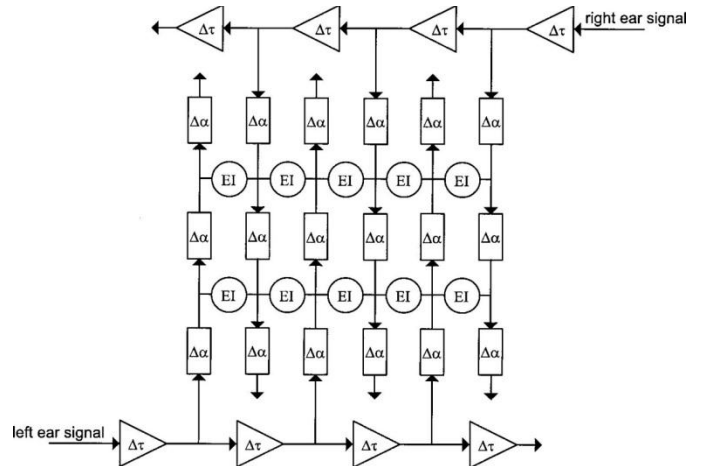 right ear signal
Δτ Δτ Δτ Δτ
Δα Δα Δα Δα Δα Δα
EI EI EI EI EI
Δα Δα Δα Δα Δα Δα
EI EI EI EI EI
Δα Δα Δα Δα Δα Δα
left ear signal
Δτ Δτ Δτ Δτ